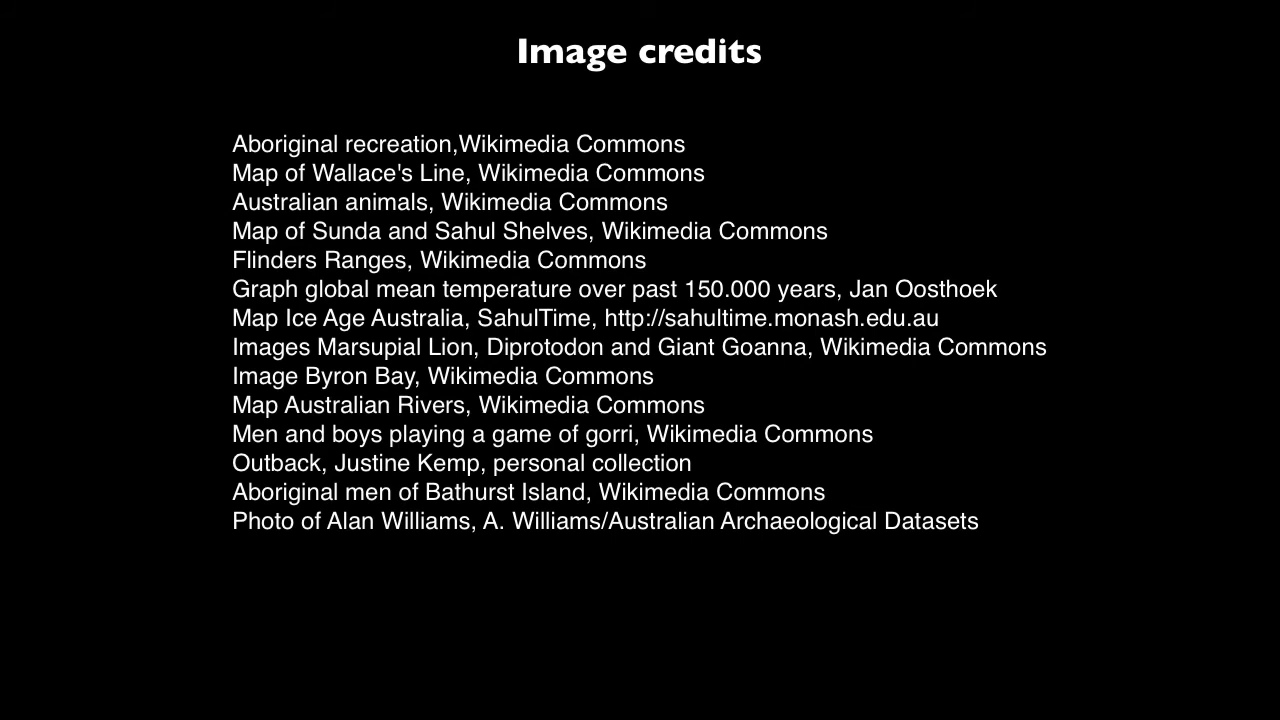 Image credits
Aboriginal recreation,Wikimedia Commons
Map of Wallace's Line, Wikimedia Commons
Australian animals, Wikimedia Commons
Map of Sunda and Sahul Shelves, Wikimedia Commons
Flinders Ranges, Wikimedia Commons
Graph global mean temperature over past 150.000 years, Jan Oosthoek
Map Ice Age Australia, SahulTime, http://sahultime.monash.edu.au
Images Marsupial Lion, Diprotodon and Giant Goanna, Wikimedia Commons
Image Byron Bay, Wikimedia Commons
Map Australian Rivers, Wikimedia Commons
Men and boys playing a game of gorri, Wikimedia Commons
Outback, Justine Kemp, personal collection
Aboriginal men of Bathurst Island, Wikimedia Commons
Photo of Alan Williams, A. Williams/Australian Archaeological Datasets